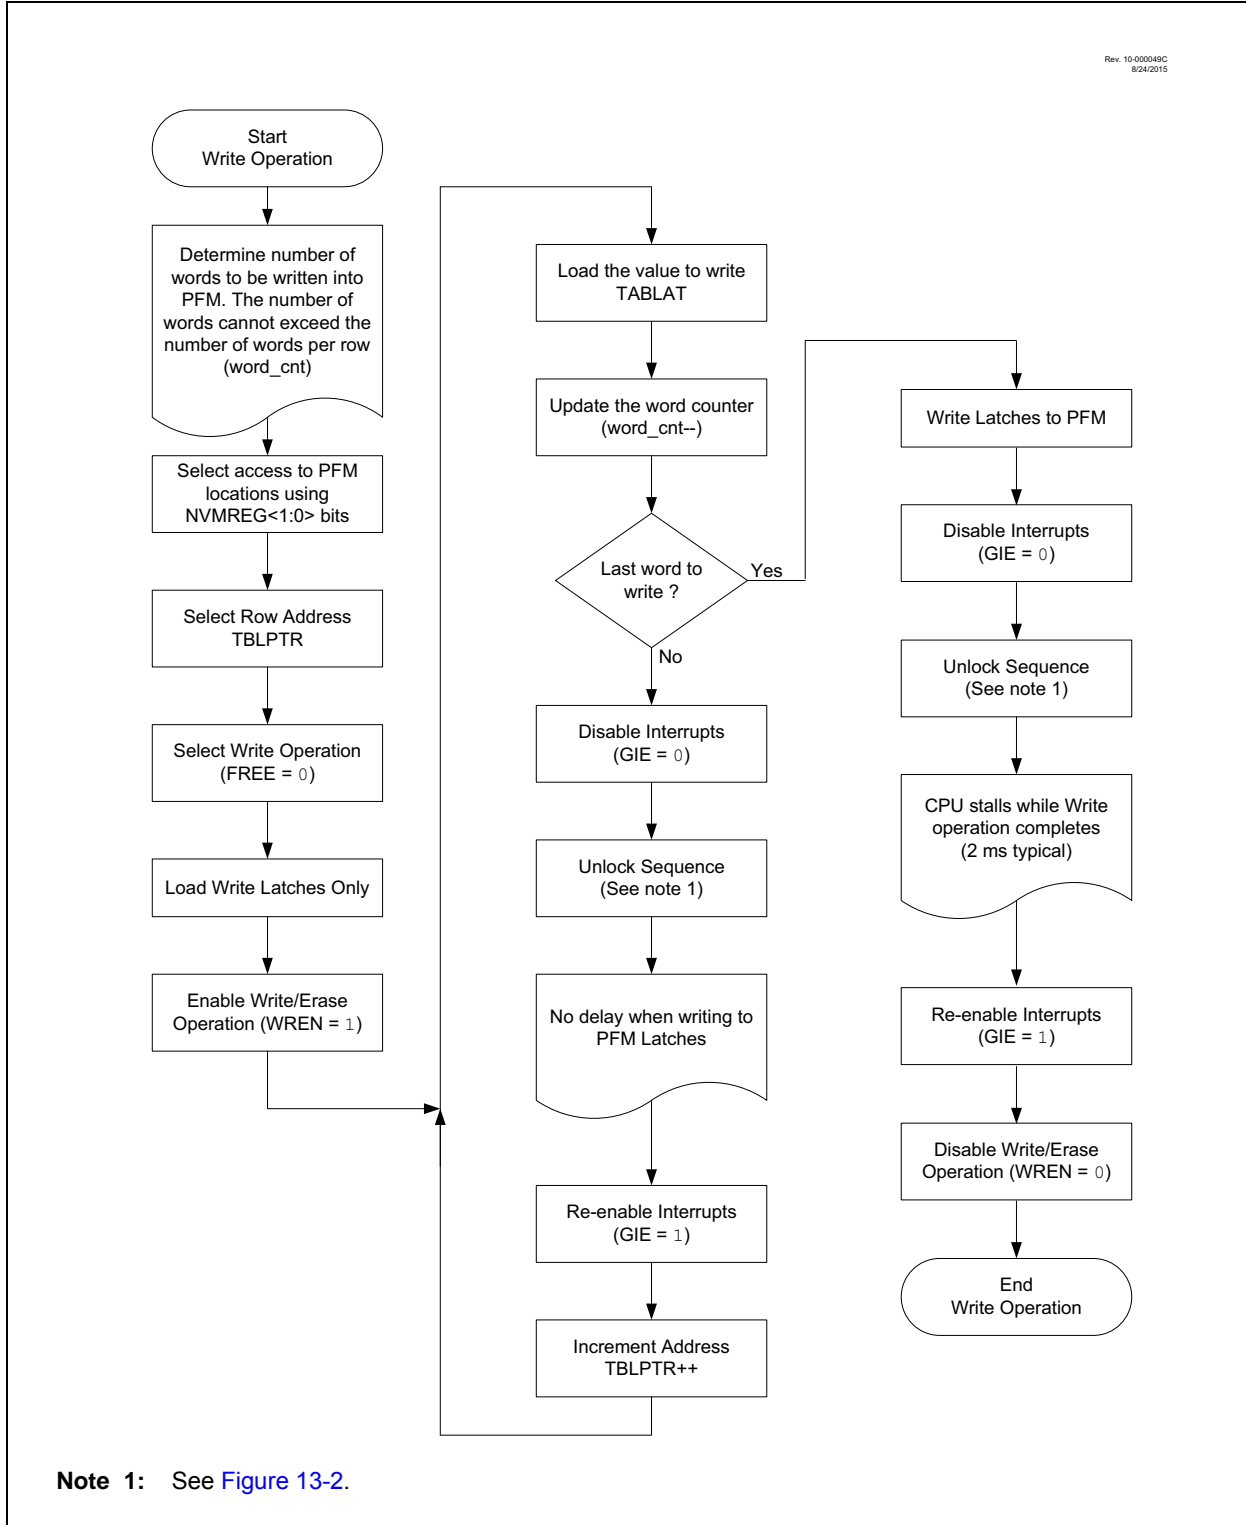 Rev. 10-000049C
8/24/2015
Start
Write Operation
Determine number of
words to be written into
PFM. The number of
words cannot exceed the
number of words per row
(word_cnt)
Select access to PFM
locations using
NVMREG<1:0> bits
Select Row Address
TBLPTR
Select Write Operation
(FREE = 0)
Load Write Latches Only
Enable Write/Erase
Operation (WREN = 1)
Load the value to write
TABLAT
Update the word counter
(word_cnt--)
Last word to
write ?
Yes
No
Disable Interrupts
(GIE = 0)
Unlock Sequence
(See note 1)
No delay when writing to
PFM Latches
Re-enable Interrupts
(GIE = 1)
Increment Address
TBLPTR++
Write Latches to PFM
Disable Interrupts
(GIE = 0)
Unlock Sequence
(See note 1)
CPU stalls while Write
operation completes
(2 ms typical)
Re-enable Interrupts
(GIE = 1)
Disable Write/Erase
Operation (WREN = 0)
End
Write Operation
Note 1: See Figure 13-2.